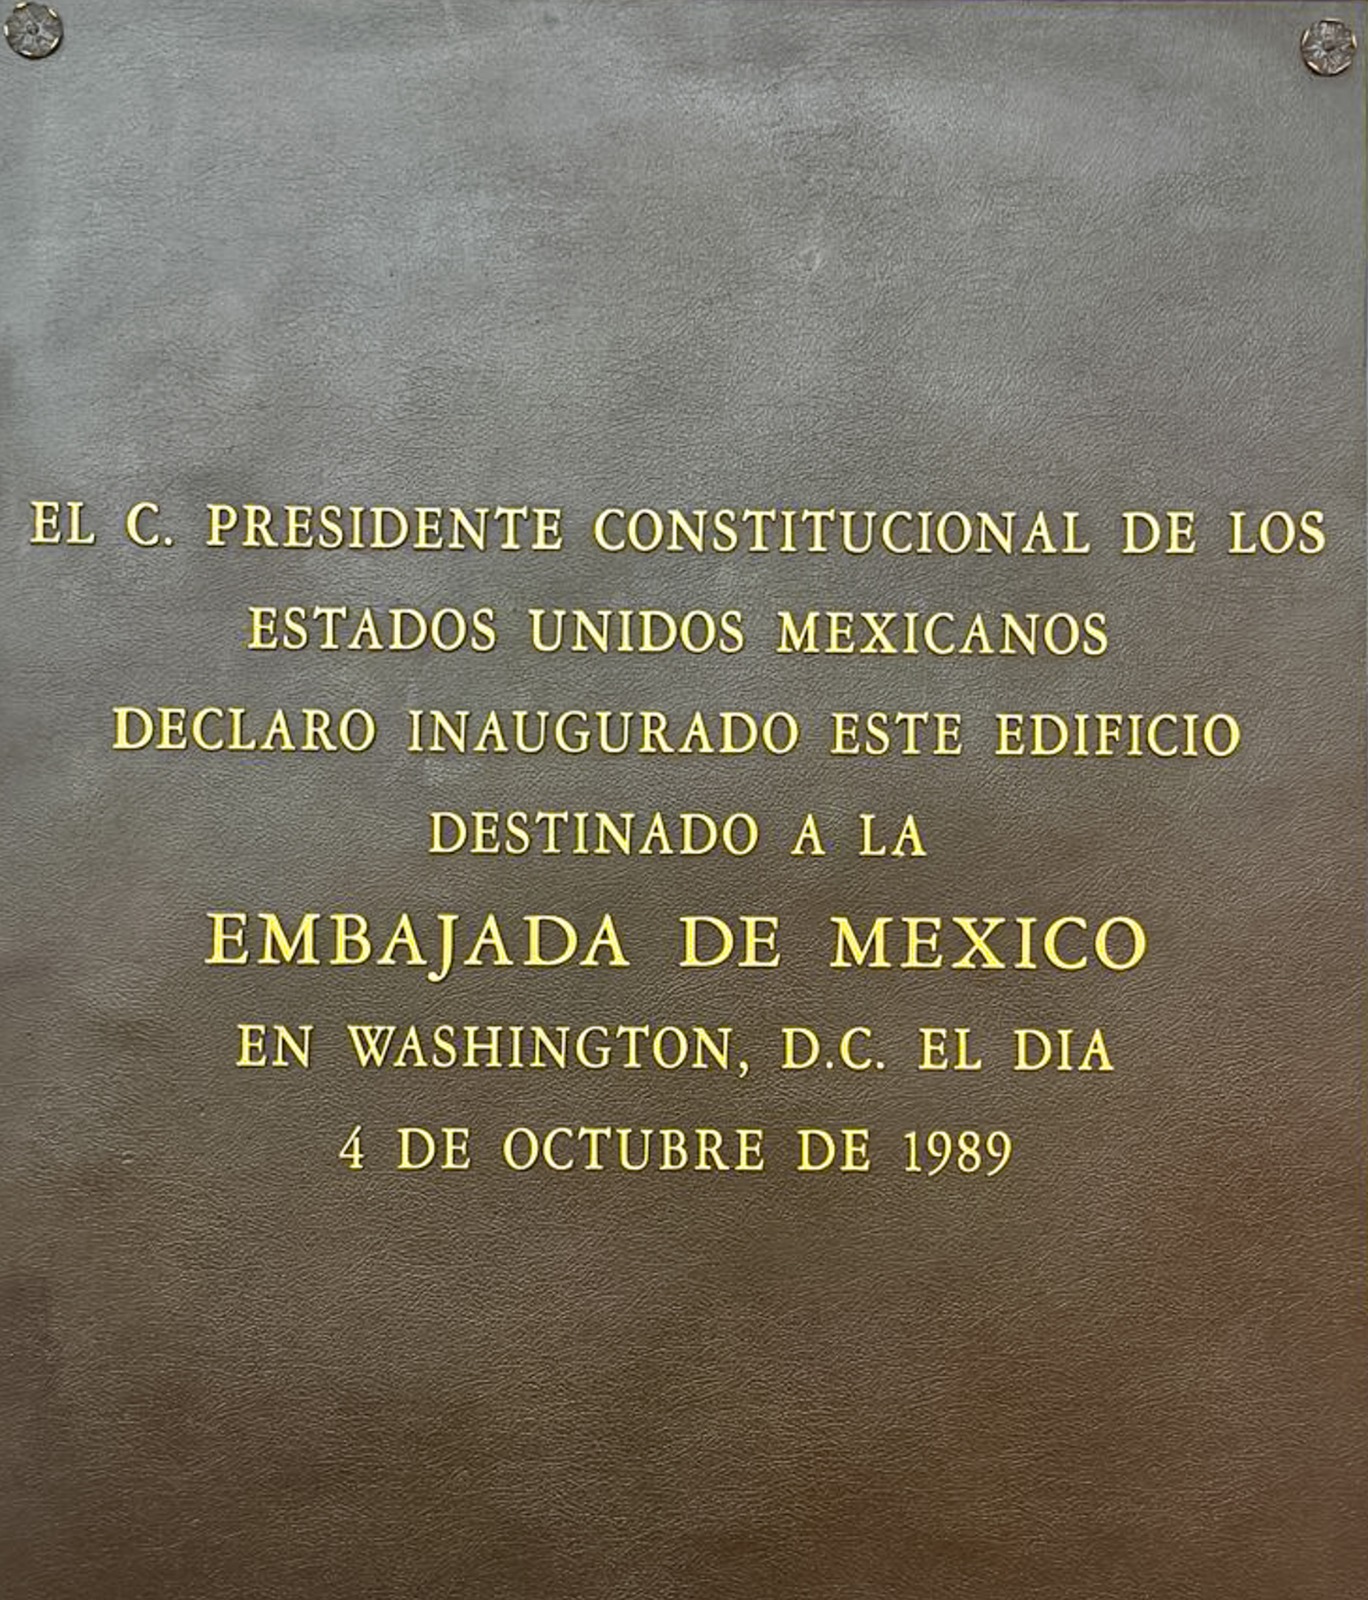 EL C. PRESIDENTE CONSTITUCIONAL DE LOS
ESTADOS UNIDOS MEXICANOS
DECLARO INAUGURADO ESTE EDIFICIO
DESTINADO A LA
EMBAJADA DE MEXICO
EN WASHINGTON, D.C. EL DIA
4 DE OCTUBRE DE 1989